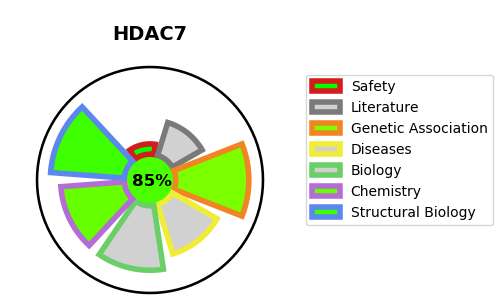 HDAC7
85%
Safety
Literature
Genetic Association
Diseases
Biology
Chemistry
Structural Biology